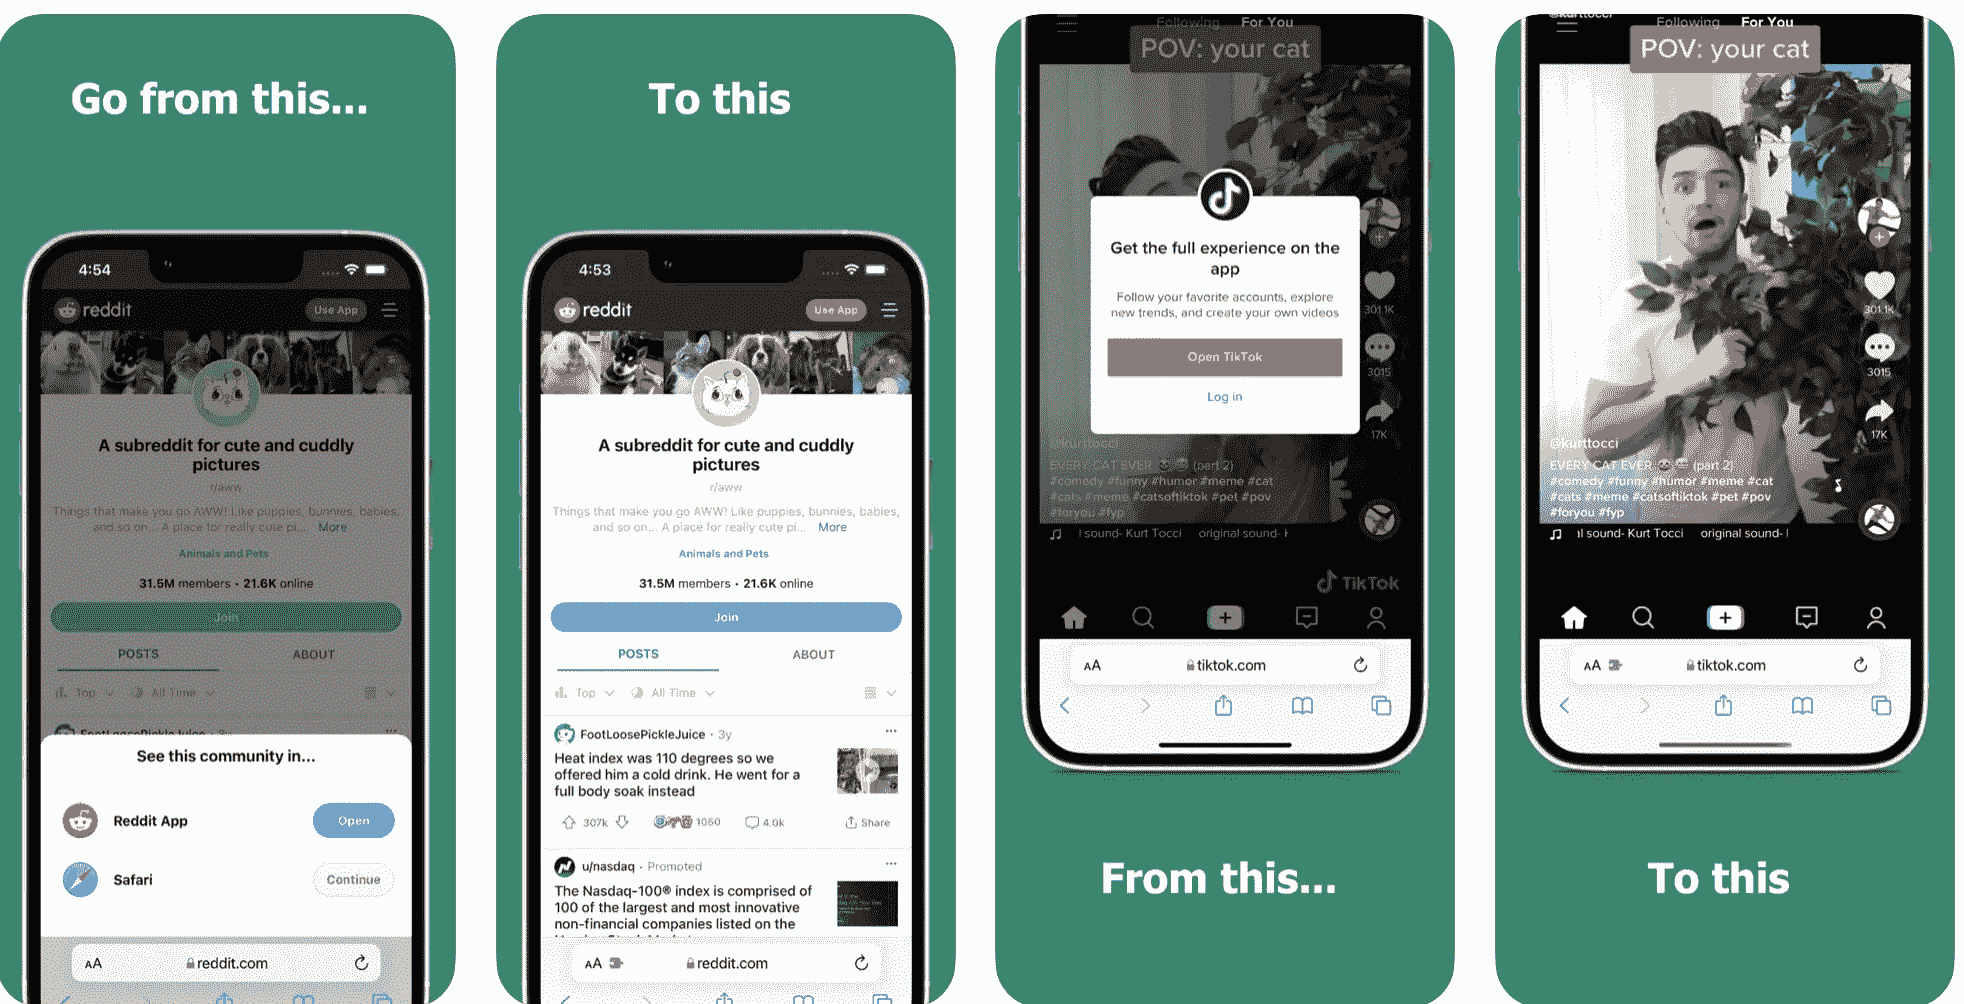 Go from this...
4:54
reddit
Use App
A subreddit for cute and cuddly
pictures
r/aww
Things that make you go AWW! Like puppies, bunnies, babies,
and so on... A place for really cute pi... More
Animals and Pets
31.5M members • 21.6K online
Join
POSTS ABOUT
Top All Time
FootLoosePickleJuice · 3y
See this community in...
Reddit App Open
Safari Continue
AA reddit.com
To this
4:53
reddit
Use App
A subreddit for cute and cuddly
pictures
r/aww
Things that make you go AWW! Like puppies, bunnies, babies,
and so on... A place for really cute pi... More
Animals and Pets
31.5M members • 21.6K online
Join
POSTS ABOUT
Top All Time
FootLoosePickleJuice · 3y
Heat index was 110 degrees so we
offered him a cold drink. He went for a
full body soak instead
307k 1060 4.0k Share
u/nasdaq · Promoted
The Nasdaq-100® index is comprised of
100 of the largest and most innovative
non-financial companies listed on the
AA reddit.com
Following For You
POV: your cat
Get the full experience on the
app
Follow your favorite accounts, explore
new trends, and create your own videos
Open TikTok
Log in
301.1K
3015
17K
@kurttocci
EVERY CAT EVER (part 2)
#comedy #funny #humor #meme #cat
#cats #meme #catsoftiktok #pet #pov
#foryou #fyp
l sound- Kurt Tocci original sound-
TikTok
AA tiktok.com
From this...
@kurttocci
Following For You
POV: your cat
301.1K
3015
17K
@kurttocci
EVERY CAT EVER (part 2)
#comedy #funny #humor #meme #cat
#cats #meme #catsoftiktok #pet #pov
#foryou #fyp
al sound- Kurt Tocci original sound-
AA tiktok.com
To this